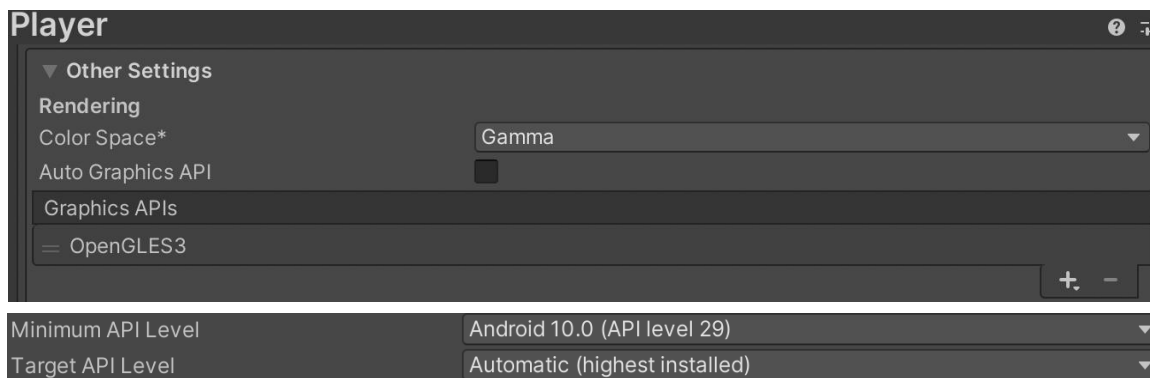 Player
Other Settings
Rendering
Color Space* Gamma
Auto Graphics API
Graphics APIs
OpenGLES3
Minimum API Level Android 10.0 (API level 29)
Target API Level Automatic (highest installed)